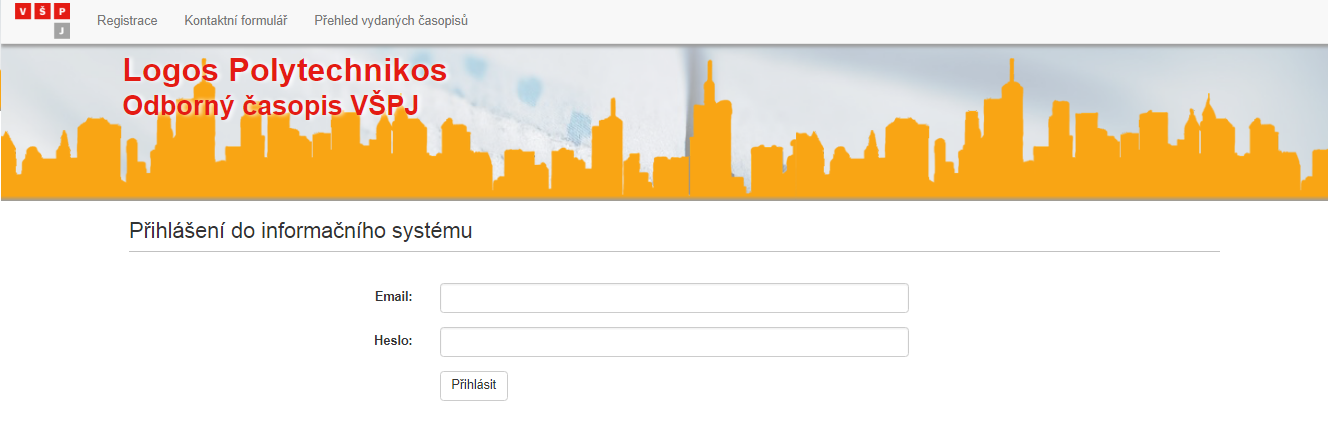 V Š P
J
Registrace Kontaktní formulář Přehled vydaných časopisů
Logos Polytechnikos
Odborný časopis VŠPJ
Přihlášení do informačního systému
Email:
Heslo:
Přihlásit